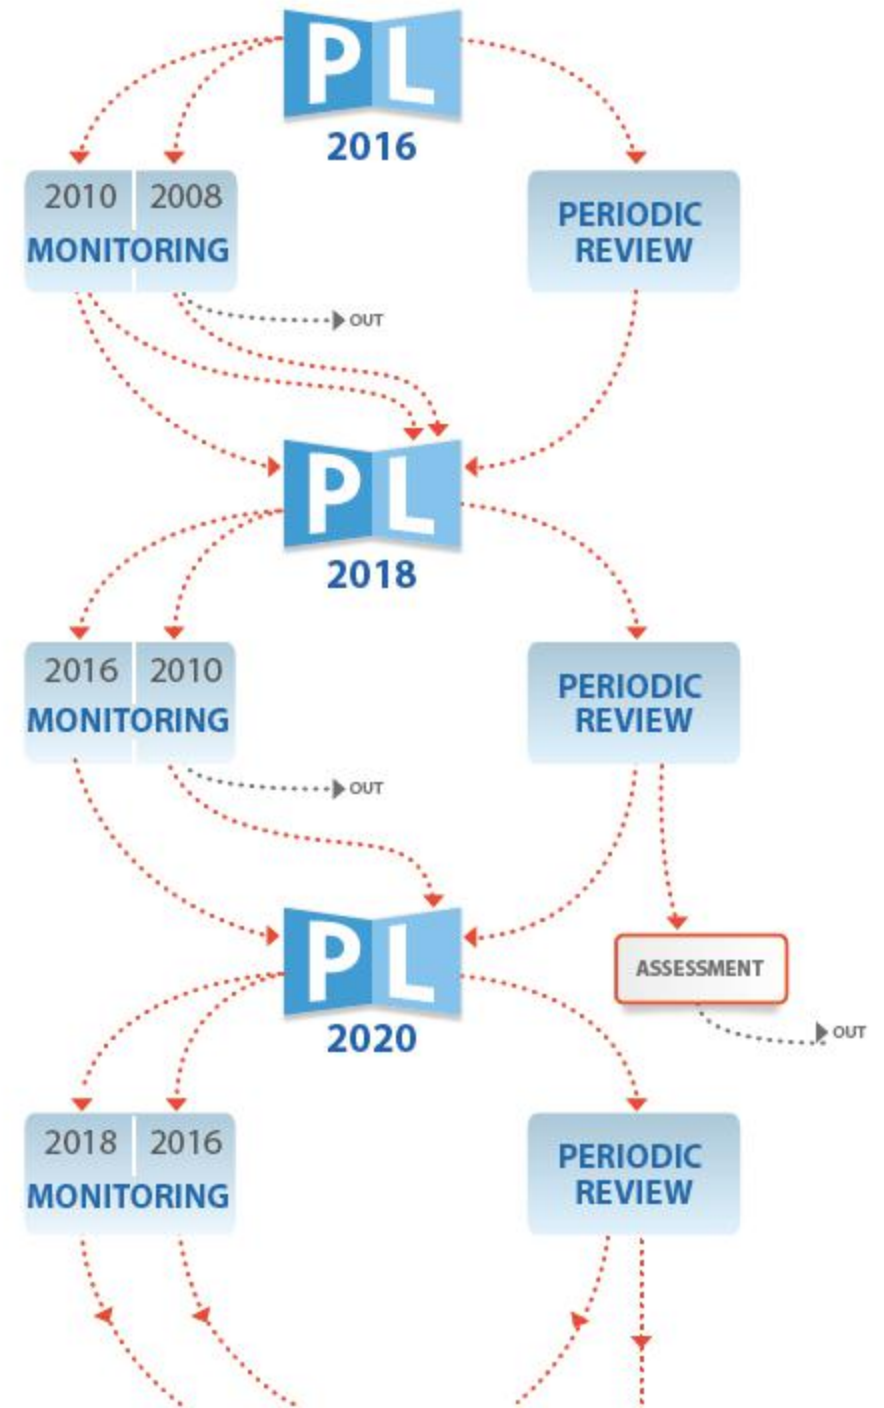 PL
2016
2010 2008
MONITORING
PERIODIC
REVIEW
OUT
PL
2018
2016 2010
MONITORING
PERIODIC
REVIEW
OUT
PL
2020
ASSESSMENT
OUT
2018 2016
MONITORING
PERIODIC
REVIEW